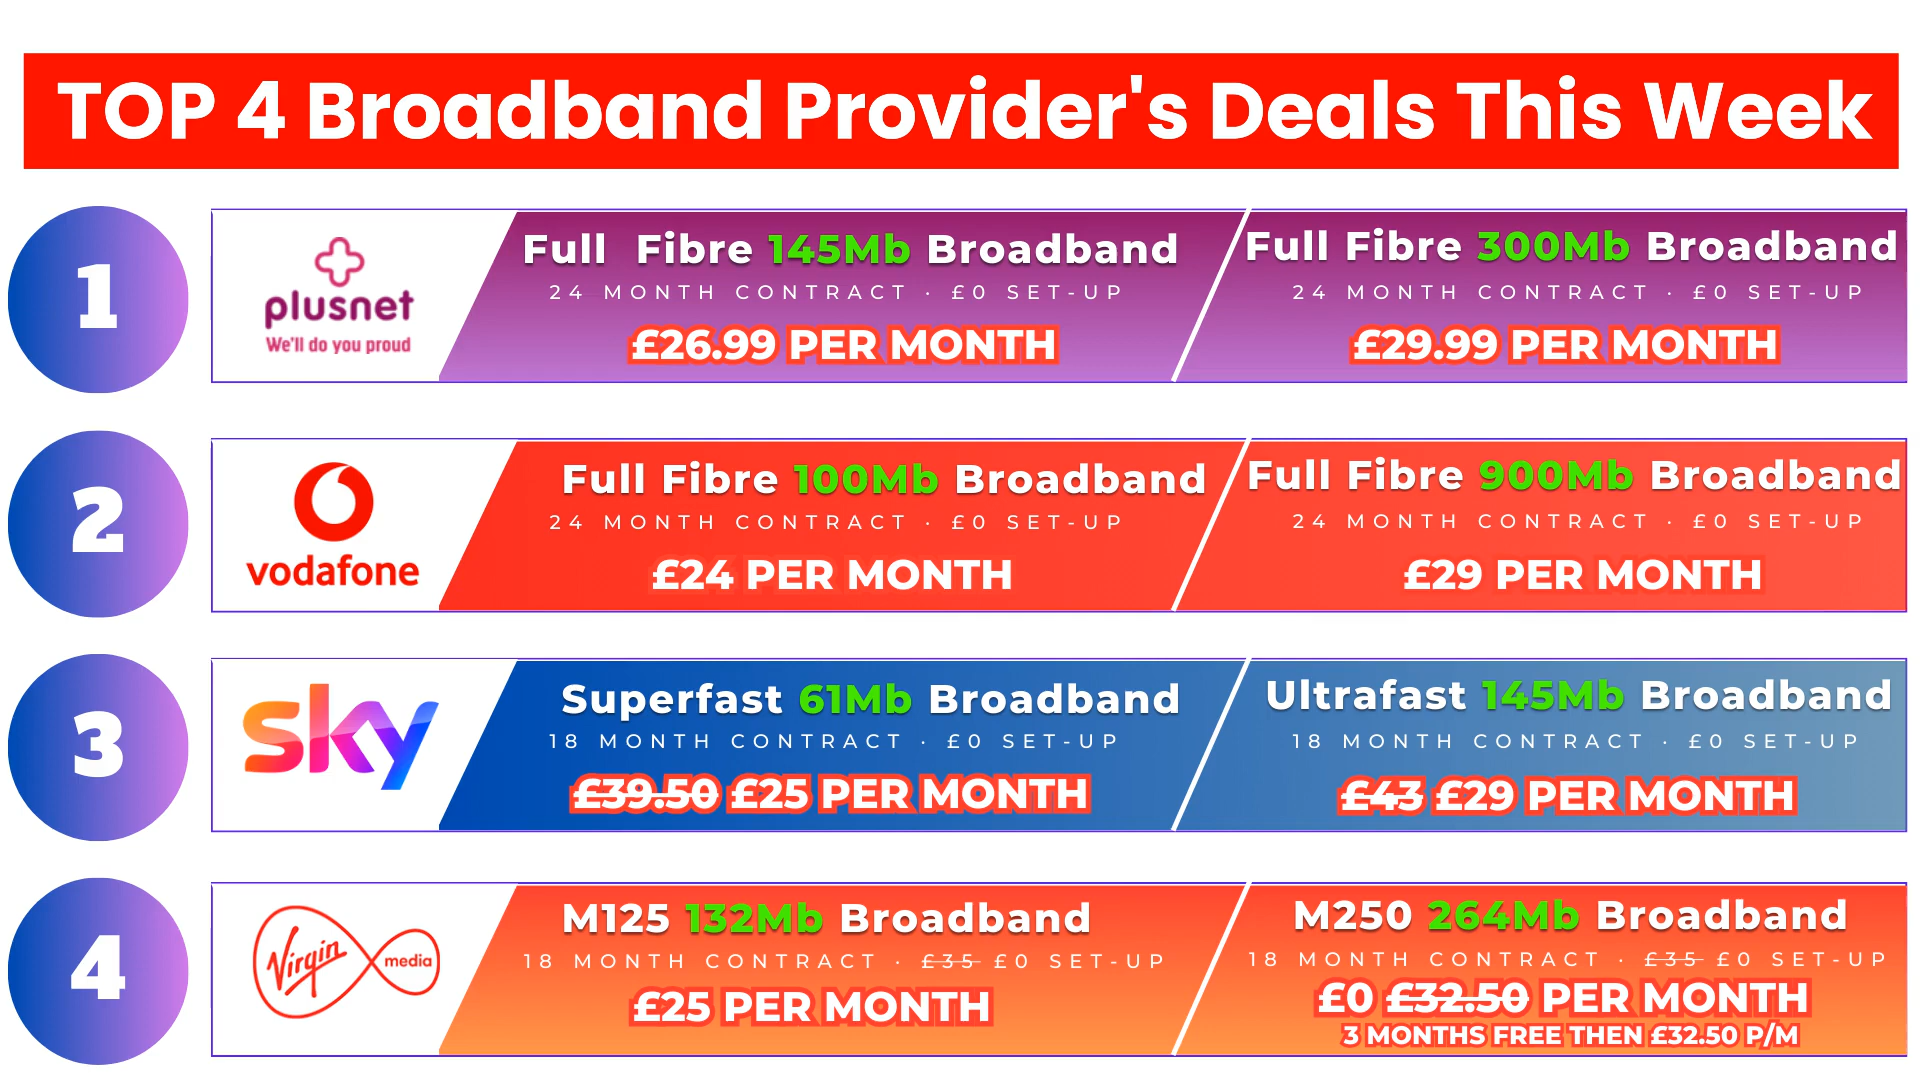 TOP 4 Broadband Provider's Deals This Week
1
plusnet
We'll do you proud
Full Fibre 145Mb Broadband
24 MONTH CONTRACT · £0 SET-UP
£26.99 PER MONTH
Full Fibre 300Mb Broadband
24 MONTH CONTRACT · £0 SET-UP
£29.99 PER MONTH
2
vodafone
Full Fibre 100Mb Broadband
24 MONTH CONTRACT · £0 SET-UP
£24 PER MONTH
Full Fibre 900Mb Broadband
24 MONTH CONTRACT · £0 SET-UP
£29 PER MONTH
3
sky
Superfast 61Mb Broadband
18 MONTH CONTRACT · £0 SET-UP
£39.50 £25 PER MONTH
Ultrafast 145Mb Broadband
18 MONTH CONTRACT · £0 SET-UP
£43 £29 PER MONTH
4
Virgin media
M125 132Mb Broadband
18 MONTH CONTRACT · £35 £0 SET-UP
£25 PER MONTH
M250 264Mb Broadband
18 MONTH CONTRACT · £35 £0 SET-UP
£0 £32.50 PER MONTH
3 MONTHS FREE THEN £32.50 P/M